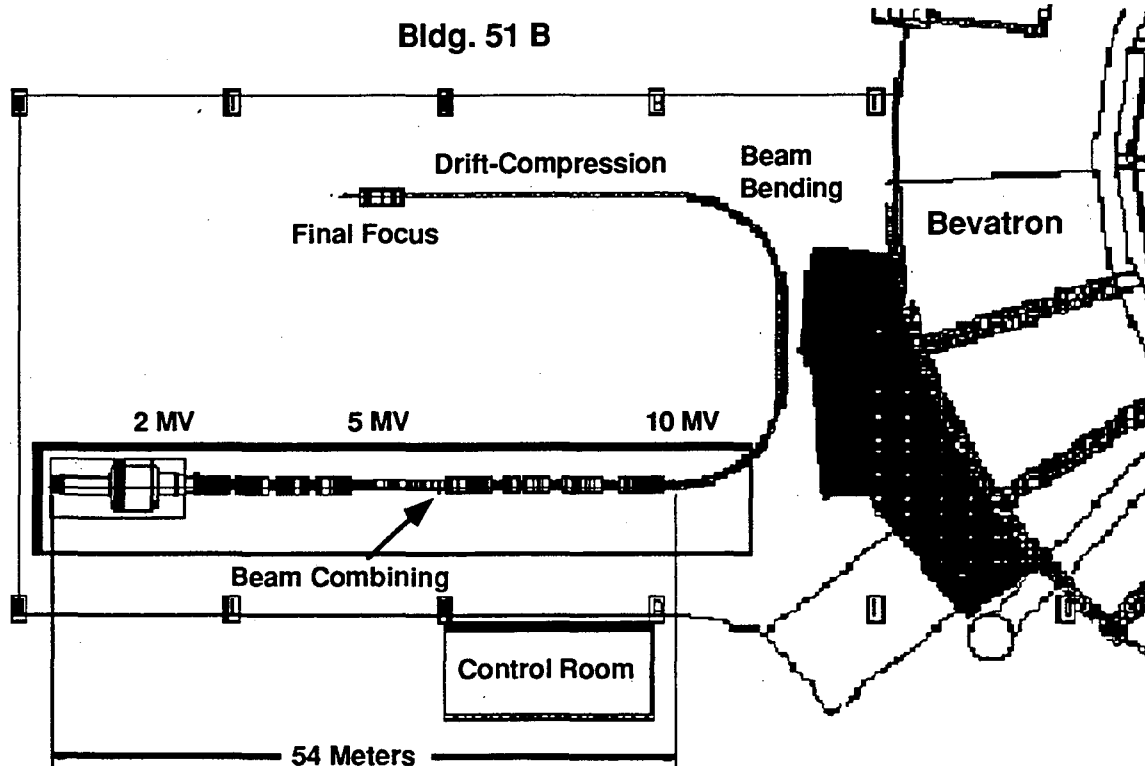 Bldg. 51 B
Drift-Compression
Beam
Bending
Final Focus
Bevatron
2 MV
5 MV
10 MV
Beam Combining
Control Room
54 Meters